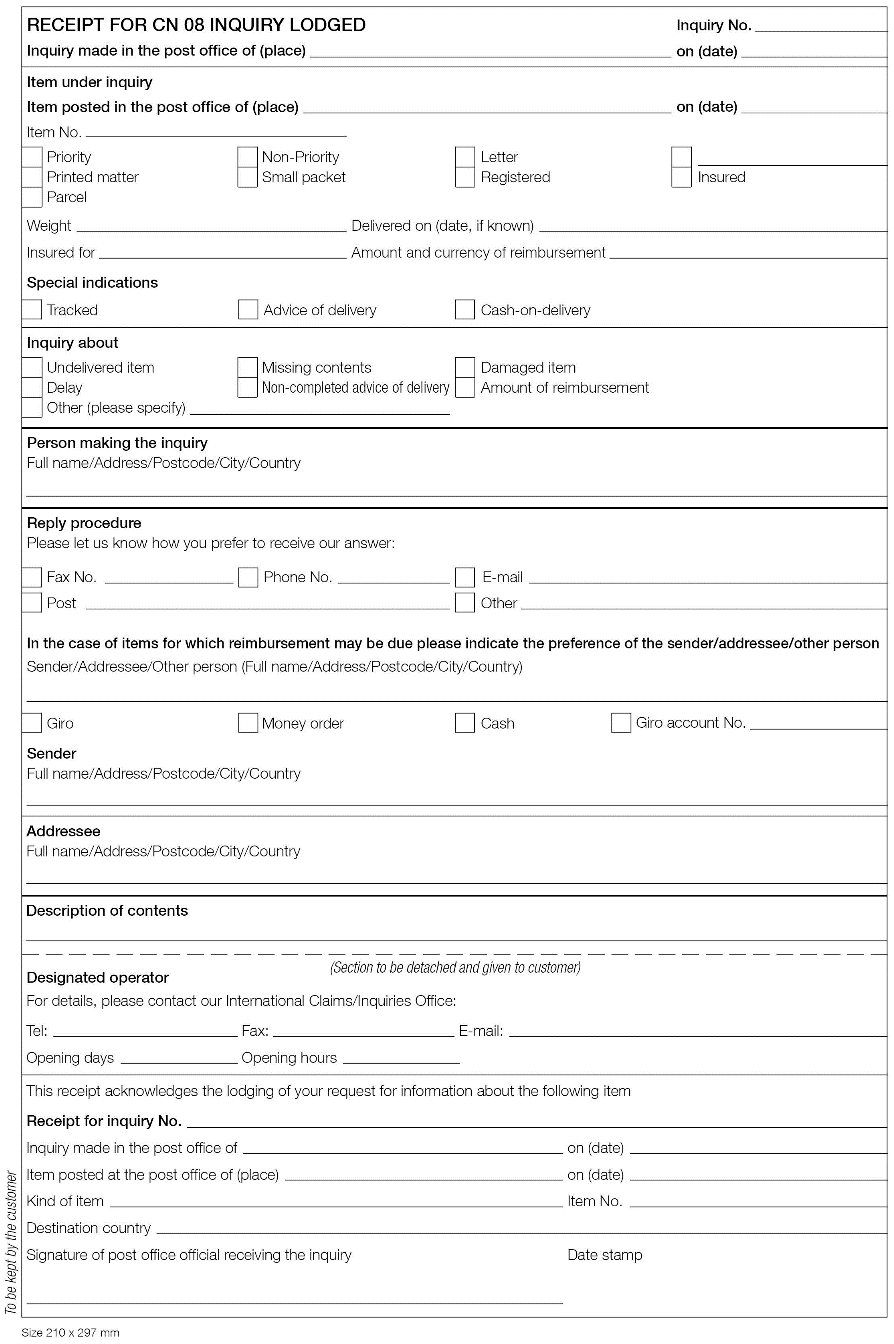 RECEIPT FOR CN 08 INQUIRY LODGED Inquiry No.
Inquiry made in the post office of (place) on (date)
Item under inquiry
Item posted in the post office of (place) on (date)
Item No.
Priority Non-Priority Letter
Printed matter Small packet Registered Insured
Parcel
Weight Delivered on (date, if known)
Insured for Amount and currency of reimbursement
Special indications
Tracked Advice of delivery Cash-on-delivery
Inquiry about
Undelivered item Missing contents Damaged item
Delay Non-completed advice of delivery Amount of reimbursement
Other (please specify)
Person making the inquiry
Full name/Address/Postcode/City/Country
Reply procedure
Please let us know how you prefer to receive our answer:
Fax No. Phone No. E-mail
Post Other
In the case of items for which reimbursement may be due please indicate the preference of the sender/addressee/other person
Sender/Addressee/Other person (Full name/Address/Postcode/City/Country)
Giro Money order Cash Giro account No.
Sender
Full name/Address/Postcode/City/Country
Addressee
Full name/Address/Postcode/City/Country
Description of contents
(Section to be detached and given to customer)
Designated operator
For details, please contact our International Claims/Inquiries Office:
Tel: Fax: E-mail:
Opening days Opening hours
This receipt acknowledges the lodging of your request for information about the following item
Receipt for inquiry No.
Inquiry made in the post office of on (date)
Item posted at the post office of (place) on (date)
Kind of item Item No.
Destination country
Signature of post office official receiving the inquiry Date stamp
To be kept by the customer
Size 210 x 297 mm